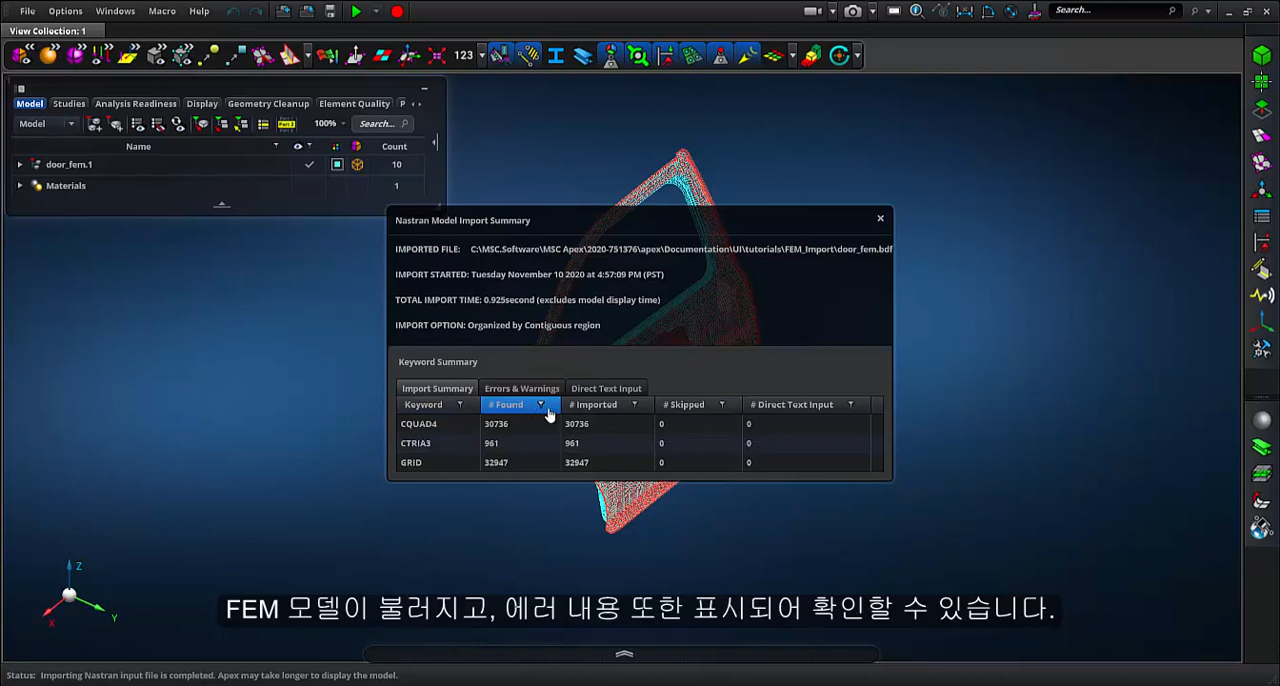 File Options Windows Macro Help Search...
View Collection: 1
123
Model Studies Analysis Readiness Display Geometry Cleanup Element Quality P
Model 100% Search...
Name Count
door_fem.1 10
Materials 1
Nastran Model Import Summary
IMPORTED FILE: C:\MSC.Software\MSC Apex\2020-751376\apex\Documentation\UI\tutorials\FEM_Import\door_fem.bdf
IMPORT STARTED: Tuesday November 10 2020 at 4:57:09 PM (PST)
TOTAL IMPORT TIME: 0.925second (excludes model display time)
IMPORT OPTION: Organized by Contiguous region
Keyword Summary
Import Summary Errors & Warnings Direct Text Input
Keyword # Found # Imported # Skipped # Direct Text Input
CQUAD4 30736 30736 0 0
CTRIA3 961 961 0 0
GRID 32947 32947 0 0
Z
X Y
FEM 모델이 불러지고, 에러 내용 또한 표시되어 확인할 수 있습니다.
Status: Importing Nastran input file is completed. Apex may take longer to display the model.